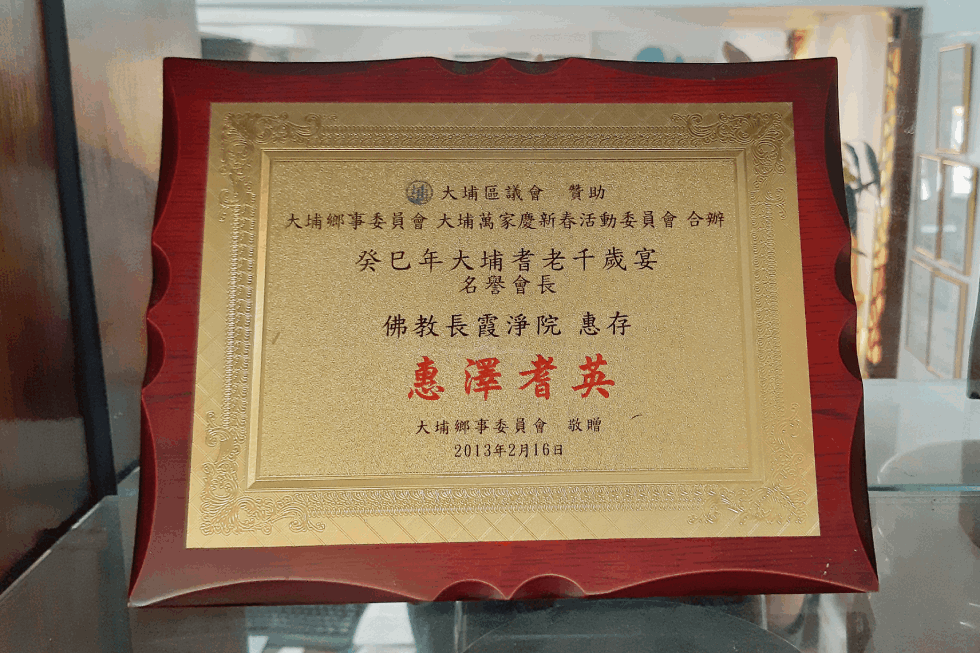 埔 大埔區議會 贊助
大埔鄉事委員會 大埔萬家慶新春活動委員會 合辦
癸巳年大埔耆老千歲宴
名譽會長
佛教長霞淨院 惠存
惠澤耆英
大埔鄉事委員會 敬贈
2013年2月16日